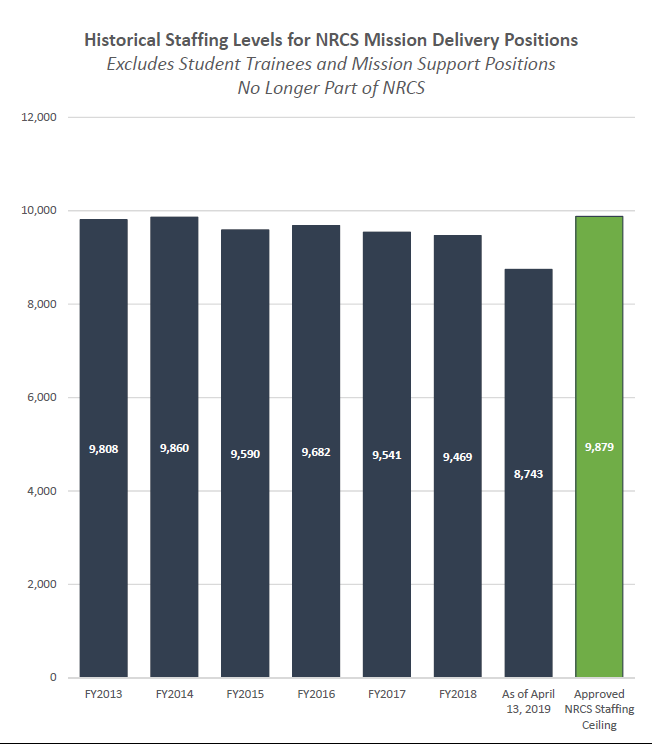 Historical Staffing Levels for NRCS Mission Delivery Positions
Excludes Student Trainees and Mission Support Positions
No Longer Part of NRCS
12,000
10,000
8,000
6,000
4,000
2,000
0
9,808
9,860
9,590
9,682
9,541
9,469
8,743
9,879
FY2013
FY2014
FY2015
FY2016
FY2017
FY2018
As of April
13, 2019
Approved
NRCS Staffing
Ceiling